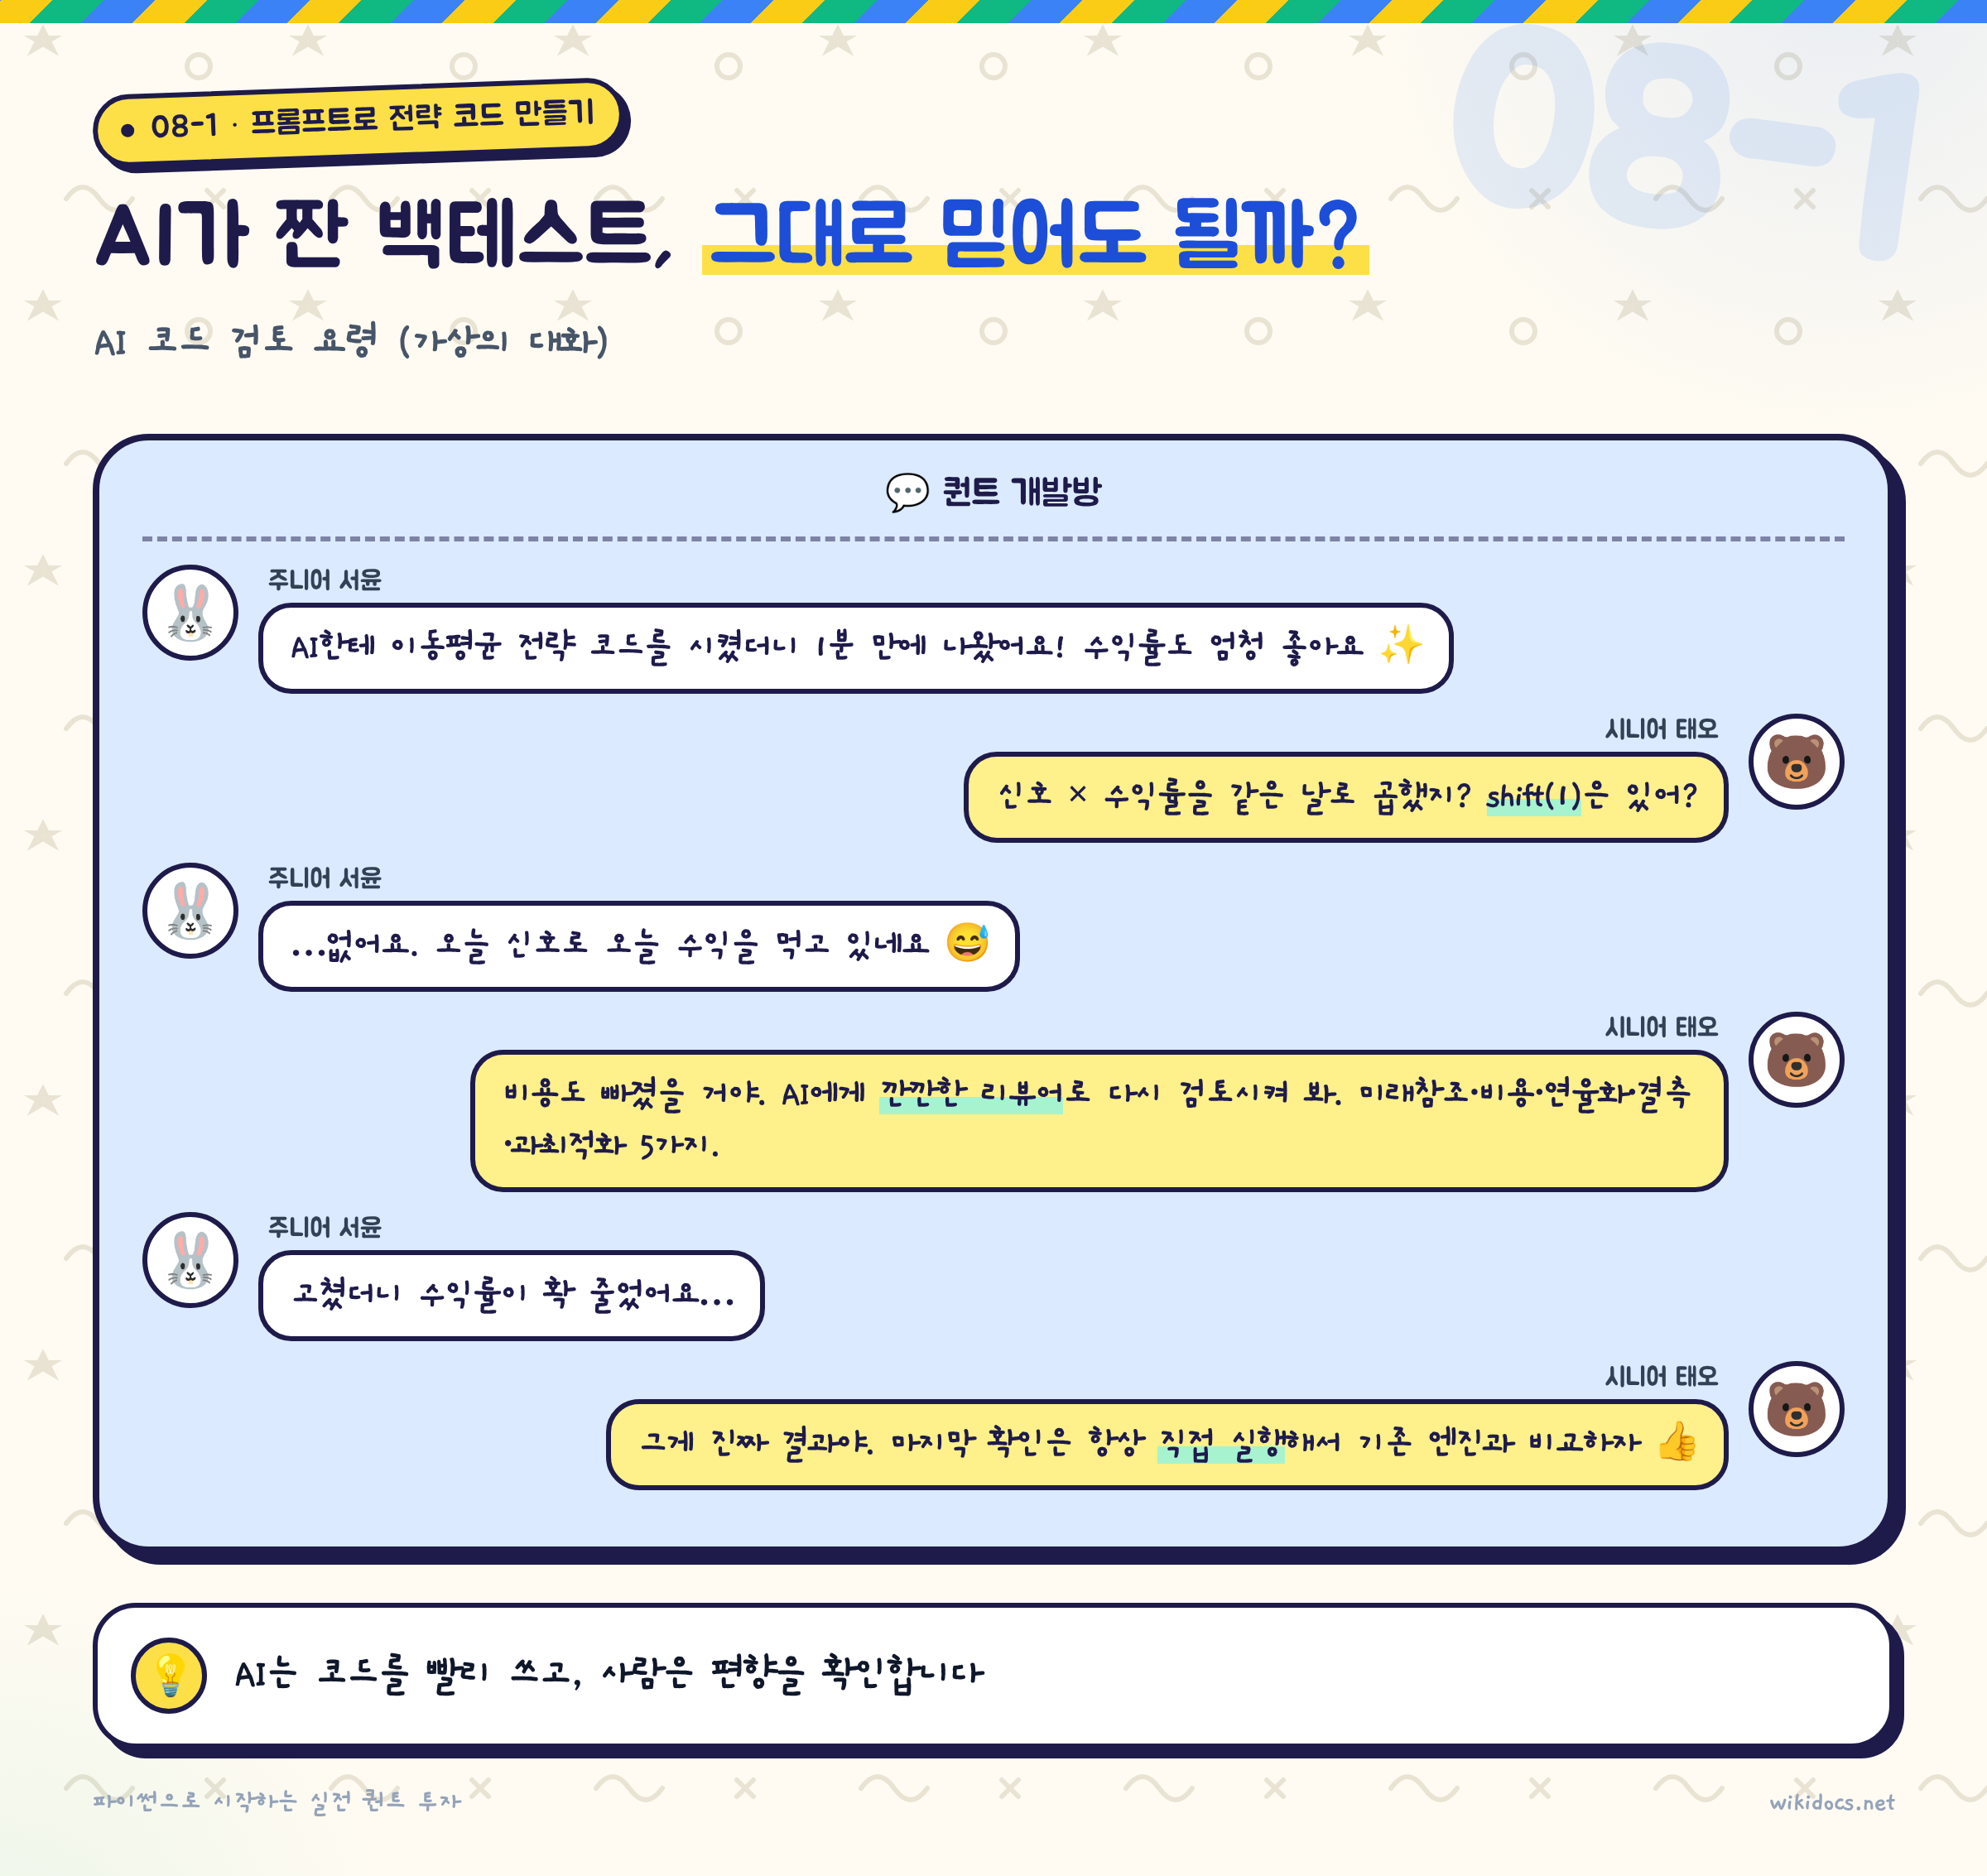 08-1
08-1 · 프롬프트로 전략 코드 만들기
AI가 짠 백테스트, 그대로 믿어도 될까?
AI 코드 검토 요령 (가상의 대화)
💬 퀀트 개발방
주니어 서윤
AI한테 이동평균 전략 코드를 시켰더니 1분 만에 나왔어요! 수익률도 엄청 좋아요 ✨
시니어 태오
신호 × 수익률을 같은 날로 곱했지? shift(1)은 있어?
주니어 서윤
...없어요. 오늘 신호로 오늘 수익을 먹고 있네요 😅
시니어 태오
비용도 빠졌을 거야. AI에게 깐깐한 리뷰어로 다시 검토시켜 봐. 미래참조·비용·연율화·결측
·과최적화 5가지.
주니어 서윤
고쳤더니 수익률이 확 줄었어요...
시니어 태오
그게 진짜 결과야. 마지막 확인은 항상 직접 실행해서 기존 엔진과 비교하자 👍
AI는 코드를 빨리 쓰고, 사람은 편향을 확인합니다
파이썬으로 시작하는 실전 퀀트 투자
wikidocs.net